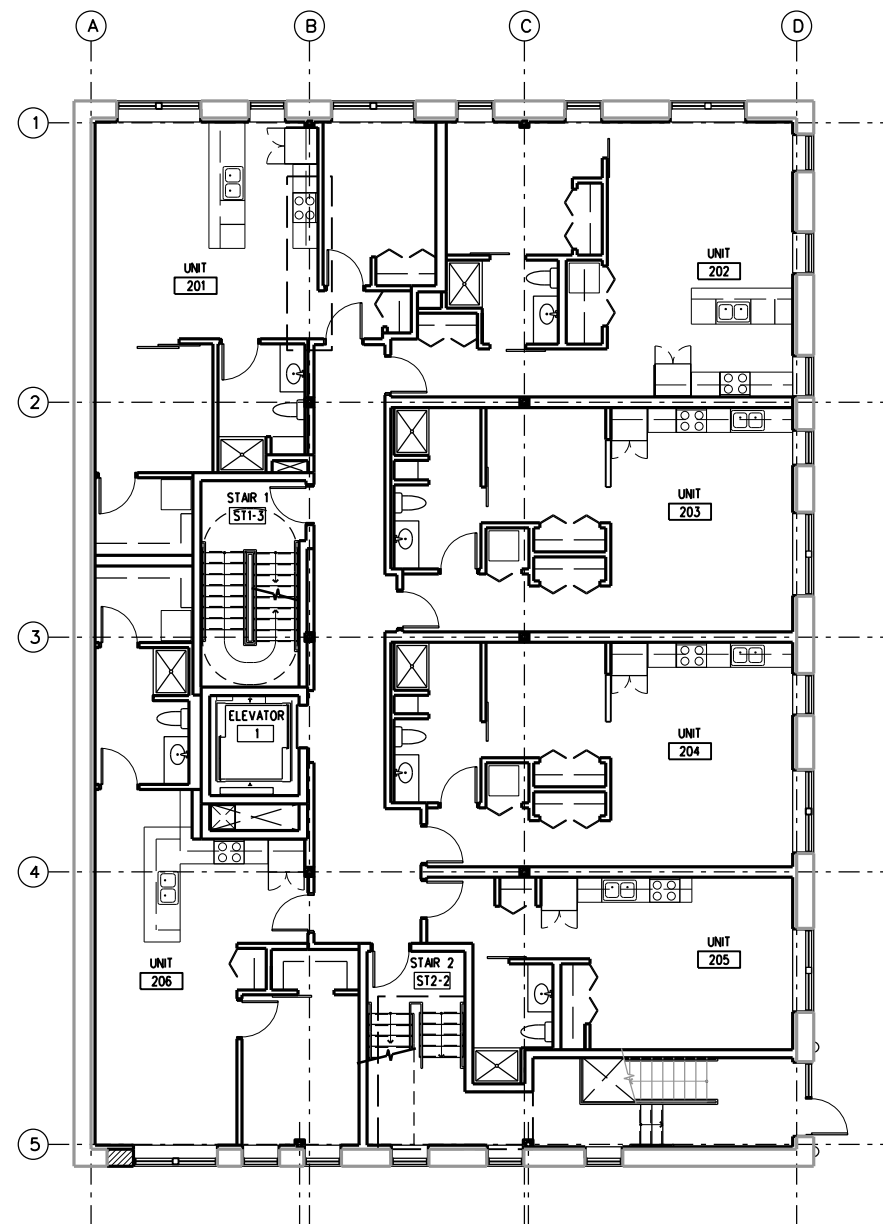 A B C D
1
UNIT
201
UNIT
202
2
STAIR 1
ST1-3
UNIT
203
3
ELEVATOR
1
UNIT
204
4
UNIT
205
UNIT
206
STAIR 2
ST2-2
5